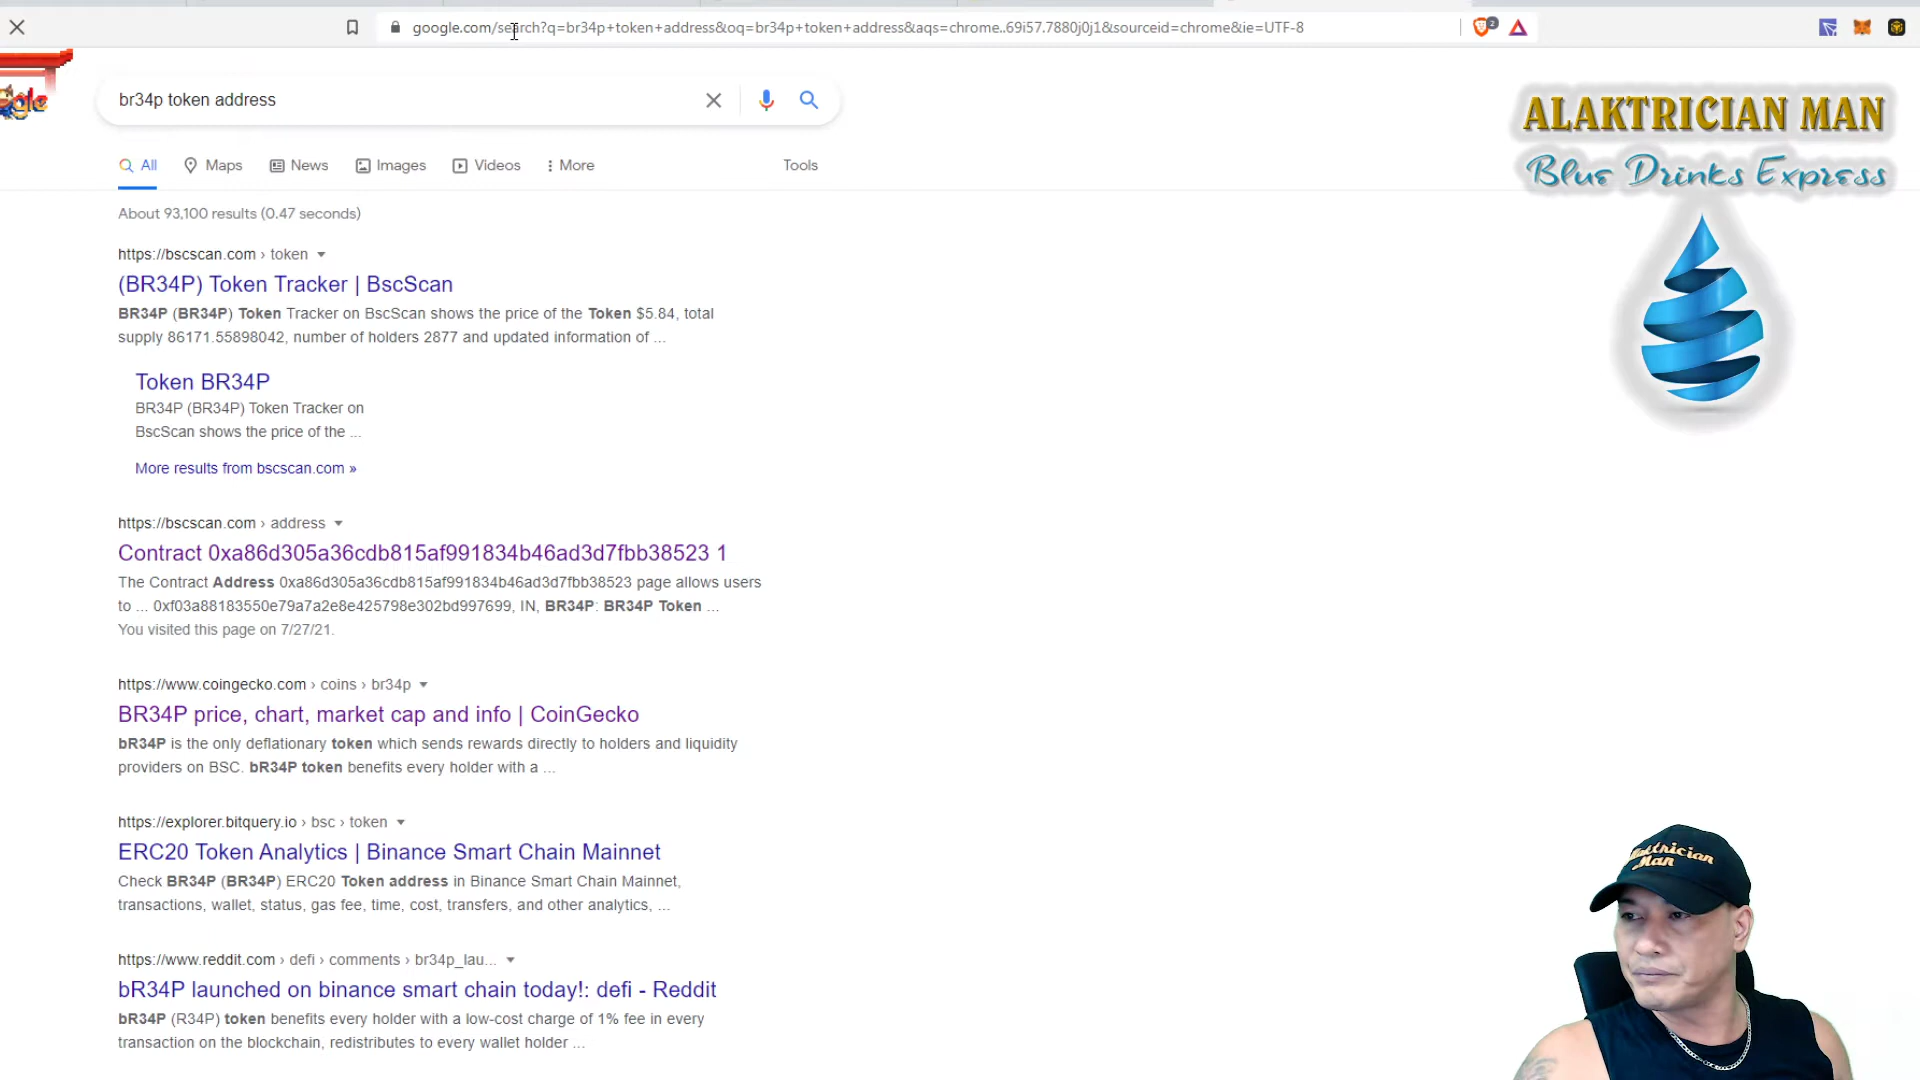 google.com/search?q=br34p+token+address&oq=br34p+token+address&aqs=chrome..69i57.7880j0j1&sourceid=chrome&ie=UTF-8
2
br34p token address
All
Maps
News
Images
Videos
More
Tools
About 93,100 results (0.47 seconds)
https://bscscan.com › token
(BR34P) Token Tracker | BscScan
BR34P (BR34P) Token Tracker on BscScan shows the price of the Token $5.84, total
supply 86171.55898042, number of holders 2877 and updated information of ...
Token BR34P
BR34P (BR34P) Token Tracker on
BscScan shows the price of the ...
More results from bscscan.com »
https://bscscan.com › address
Contract 0xa86d305a36cdb815af991834b46ad3d7fbb38523 1
The Contract Address 0xa86d305a36cdb815af991834b46ad3d7fbb38523 page allows users
to ... 0xf03a88183550e79a7a2e8e425798e302bd997699, IN, BR34P: BR34P Token ...
You visited this page on 7/27/21.
https://www.coingecko.com › coins › br34p
BR34P price, chart, market cap and info | CoinGecko
bR34P is the only deflationary token which sends rewards directly to holders and liquidity
providers on BSC. bR34P token benefits every holder with a ...
https://explorer.bitquery.io › bsc › token
ERC20 Token Analytics | Binance Smart Chain Mainnet
Check BR34P (BR34P) ERC20 Token address in Binance Smart Chain Mainnet,
transactions, wallet, status, gas fee, time, cost, transfers, and other analytics, ...
https://www.reddit.com › defi › comments › br34p_lau...
bR34P launched on binance smart chain today!: defi - Reddit
bR34P (R34P) token benefits every holder with a low-cost charge of 1% fee in every
transaction on the blockchain, redistributes to every wallet holder ...
ALAKTRICIAN MAN
Blue Drinks Express
Alaktrician
Man